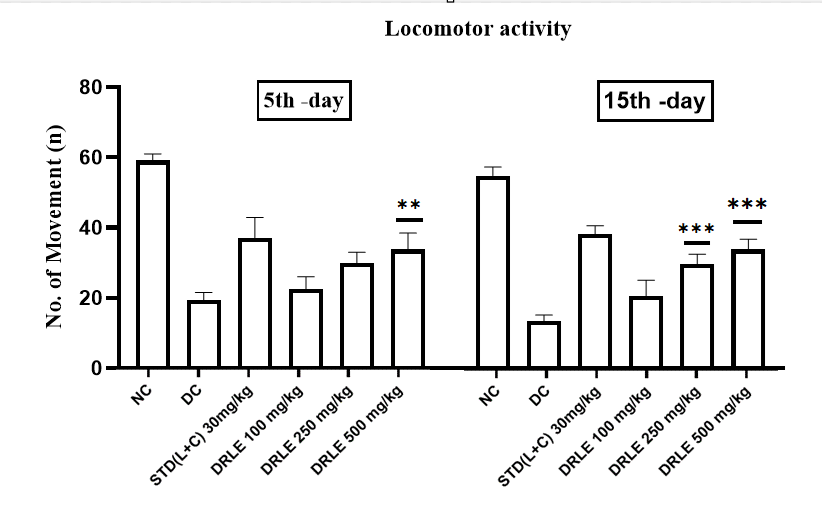 Locomotor activity
5th -day
15th -day
No. of Movement (n)
80
60
40
20
0
**
***
***
NC
DC
STD(L+C) 30mg/kg
DRLE 100 mg/kg
DRLE 250 mg/kg
DRLE 500 mg/kg
NC
DC
STD(L+C) 30mg/kg
DRLE 100 mg/kg
DRLE 250 mg/kg
DRLE 500 mg/kg